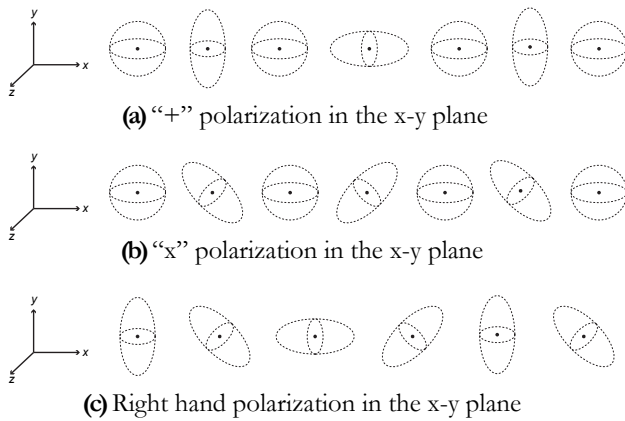 y
x
z
(a) “+” polarization in the x-y plane
y
x
z
(b) “x” polarization in the x-y plane
y
x
z
(c) Right hand polarization in the x-y plane